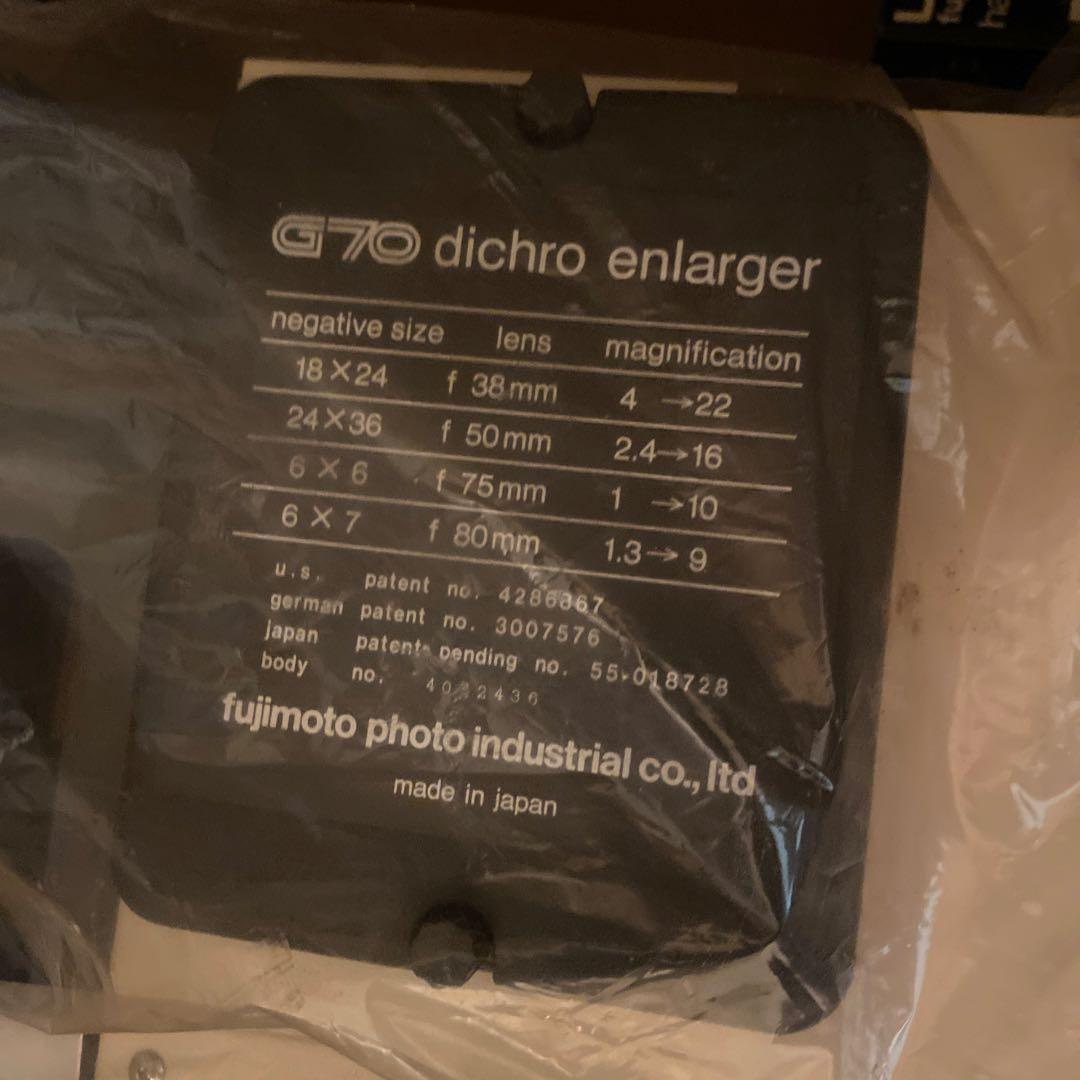 G70 dichro enlarger
negative size lens magnification
18×24 f 38mm 4 →22
24×36 f 50mm 2.4→16
6×6 f 75mm 1 →10
6×7 f 80mm 1.3→9
u.s. patent no.
german patent no. 3007576
japan patent pending no. 55-018728
body no.
fujimoto photo industrial co., ltd
made in japan